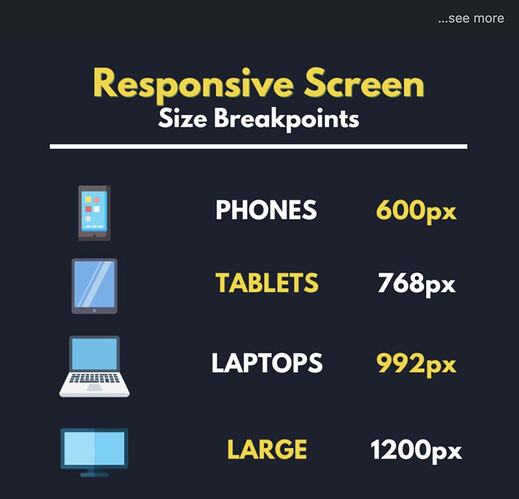 ...see more
Responsive Screen
Size Breakpoints
PHONES 600px
TABLETS 768px
LAPTOPS 992px
LARGE 1200px